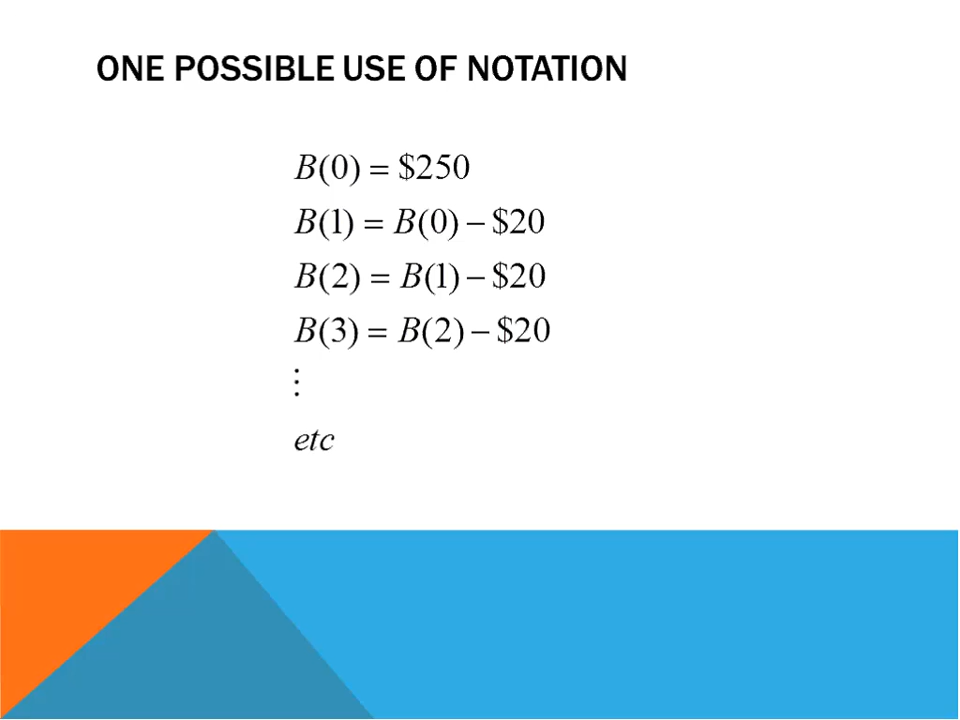 ONE POSSIBLE USE OF NOTATION
B(0) = $250
B(1) = B(0) − $20
B(2) = B(1) − $20
B(3) = B(2) − $20
⋮
etc